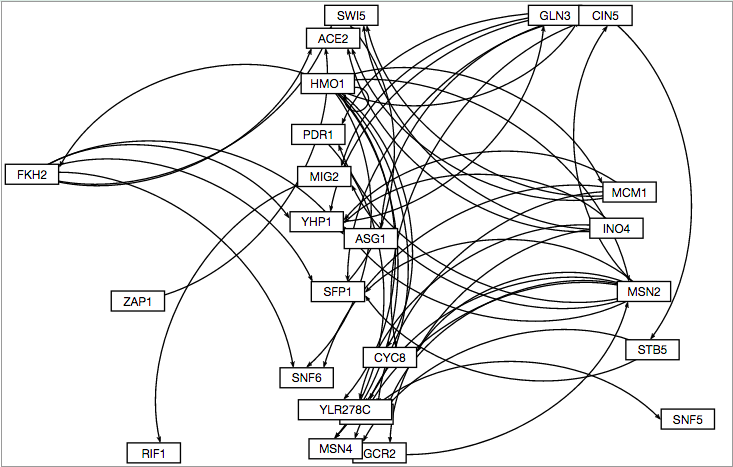 SWI5
GLN3
CIN5
ACE2
HMO1
PDR1
FKH2
MIG2
MCM1
YHP1
INO4
ASG1
SFP1
MSN2
ZAP1
STB5
CYC8
SNF6
YLR278C
SNF5
MSN4
GCR2
RIF1